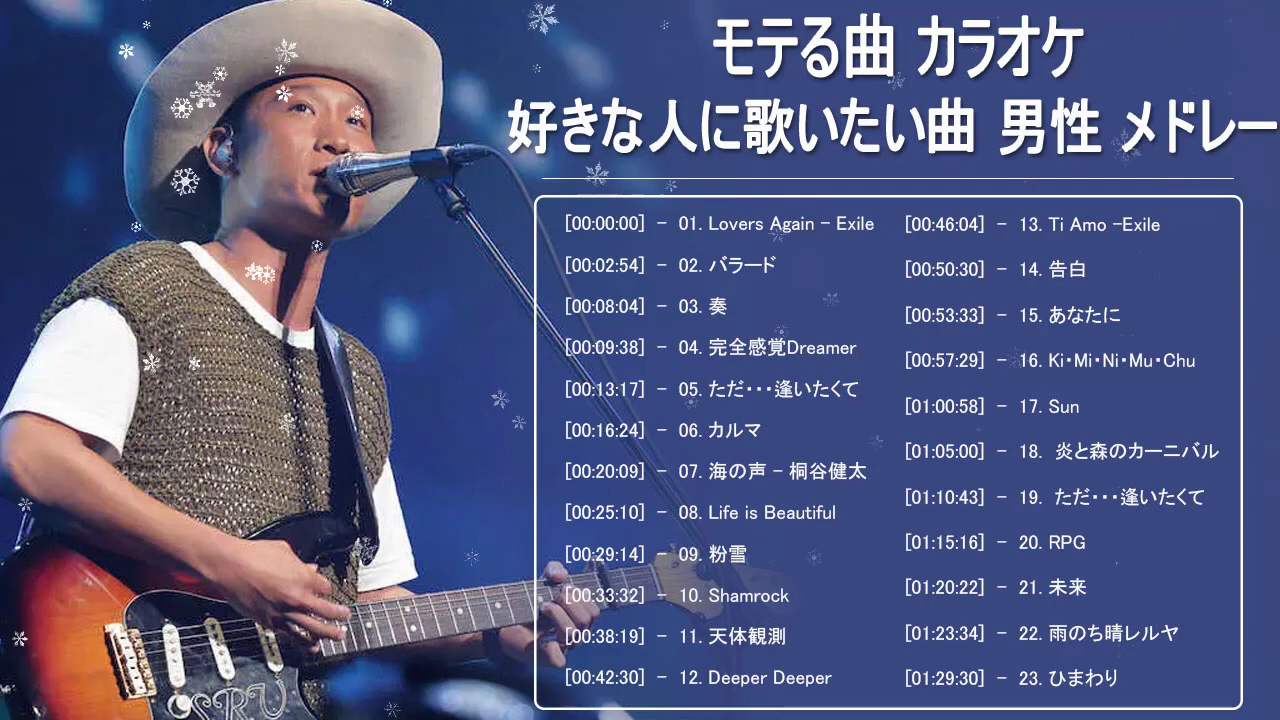 モテる曲 カラオケ
好きな人に歌いたい曲 男性 メドレー
[00:00:00] - 01. Lovers Again - Exile
[00:02:54] - 02. バラード
[00:08:04] - 03. 奏
[00:09:38] - 04. 完全感覚Dreamer
[00:13:17] - 05. ただ・・・逢いたくて
[00:16:24] - 06. カルマ
[00:20:09] - 07. 海の声 - 桐谷健太
[00:25:10] - 08. Life is Beautiful
[00:29:14] - 09. 粉雪
[00:33:32] - 10. Shamrock
[00:38:19] - 11. 天体観測
[00:42:30] - 12. Deeper Deeper
[00:46:04] - 13. Ti Amo -Exile
[00:50:30] - 14. 告白
[00:53:33] - 15. あなたに
[00:57:29] - 16. Ki・Mi・Ni・Mu・Chu
[01:00:58] - 17. Sun
[01:05:00] - 18. 炎と森のカーニバル
[01:10:43] - 19. ただ・・・逢いたくて
[01:15:16] - 20. RPG
[01:20:22] - 21. 未来
[01:23:34] - 22. 雨のち晴レルヤ
[01:29:30] - 23. ひまわり
SRV